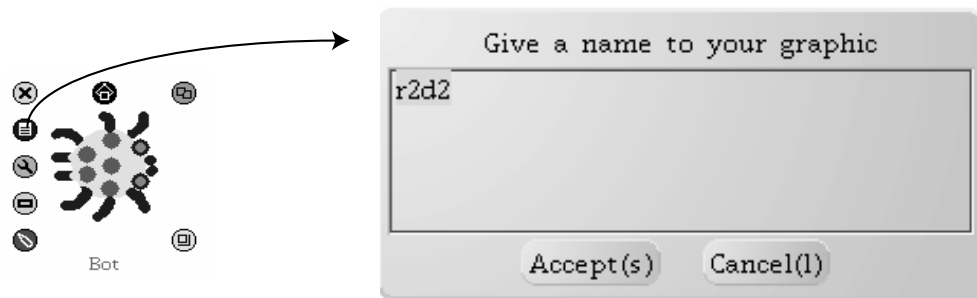 Give a name to your graphic
r2d2
Accept(s)
Cancel(l)
Bot